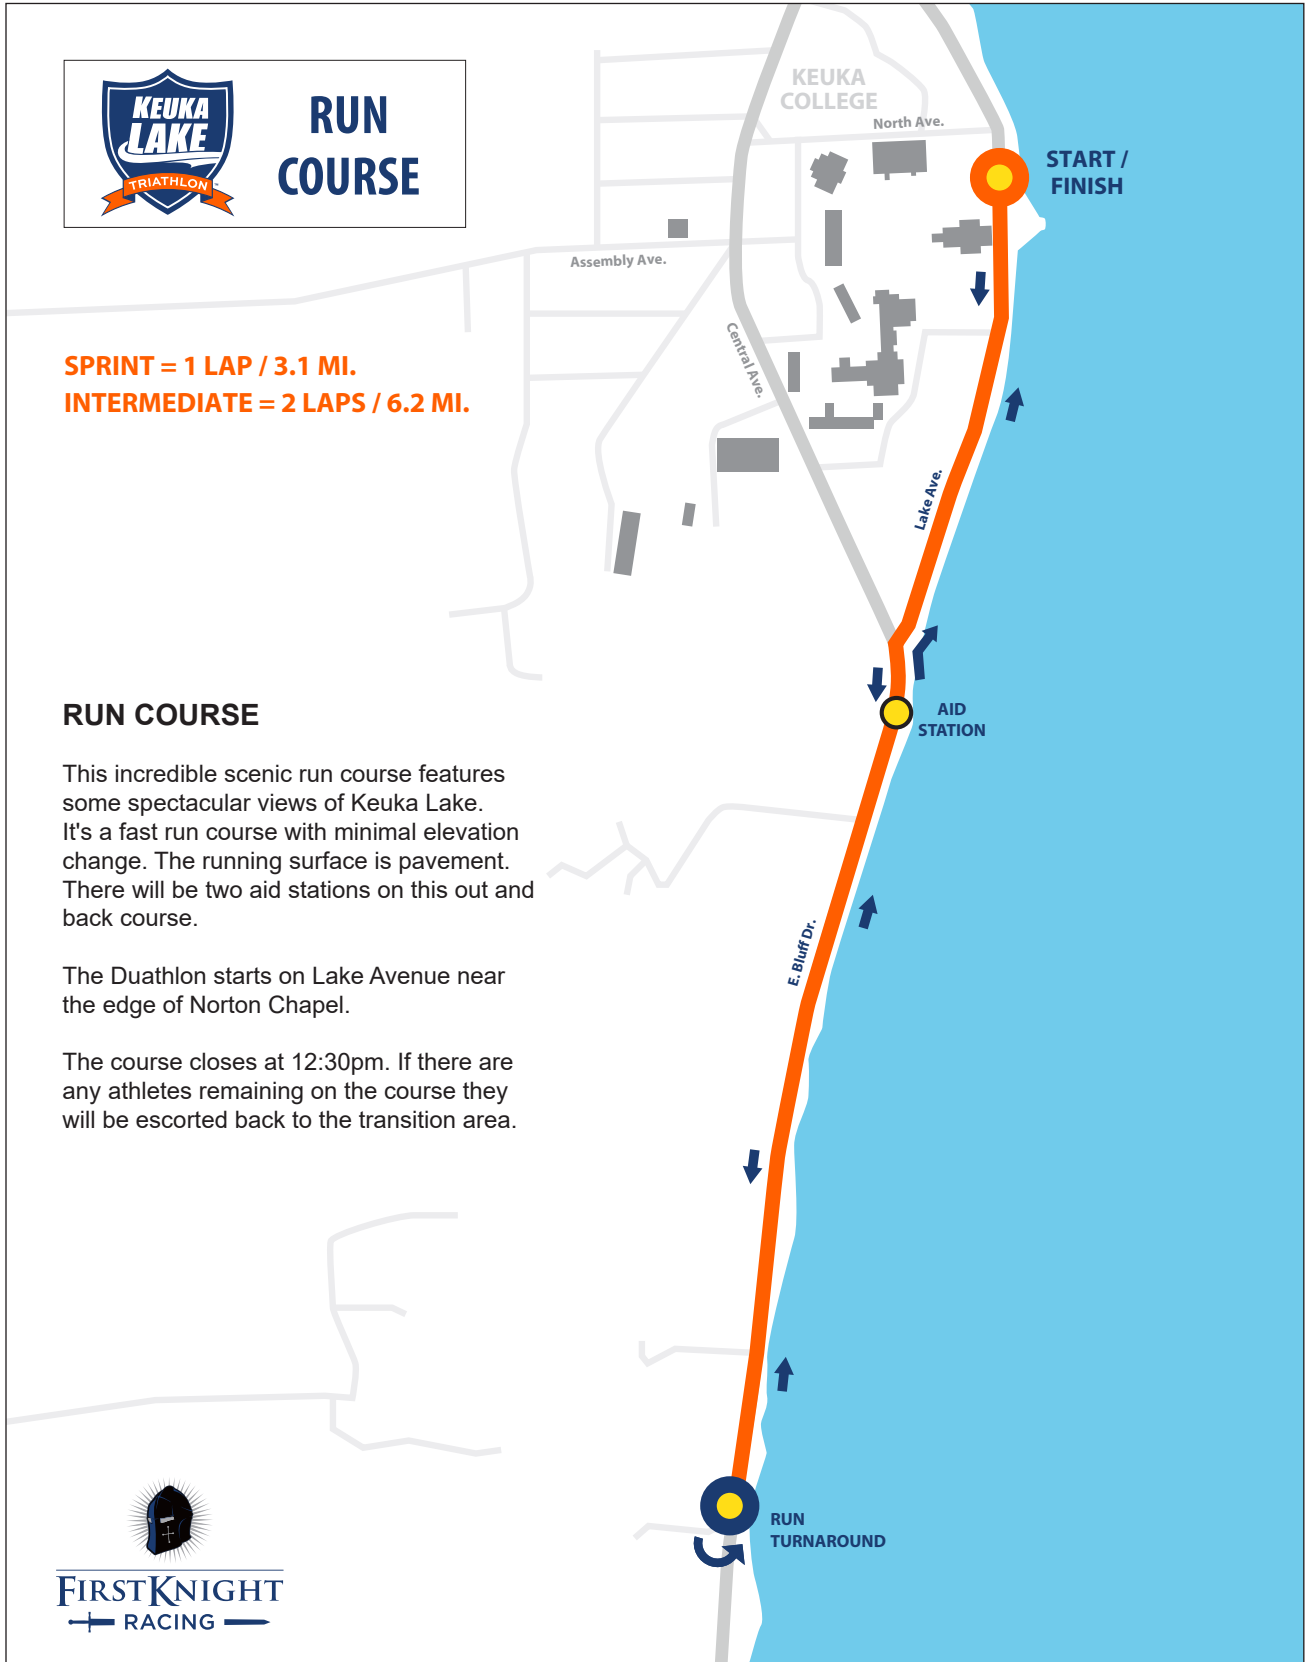 KEUKA
LAKE
TRIATHLON™
RUN
COURSE
KEUKA
COLLEGE
North Ave.
START /
FINISH
Assembly Ave.
Central Ave.
SPRINT = 1 LAP / 3.1 MI.
INTERMEDIATE = 2 LAPS / 6.2 MI.
Lake Ave.
AID
STATION
RUN COURSE
This incredible scenic run course features
some spectacular views of Keuka Lake.
It's a fast run course with minimal elevation
change. The running surface is pavement.
There will be two aid stations on this out and
back course.
The Duathlon starts on Lake Avenue near
the edge of Norton Chapel.
The course closes at 12:30pm. If there are
any athletes remaining on the course they
will be escorted back to the transition area.
E. Bluff Dr.
RUN
TURNAROUND
FIRSTKNIGHT
RACING